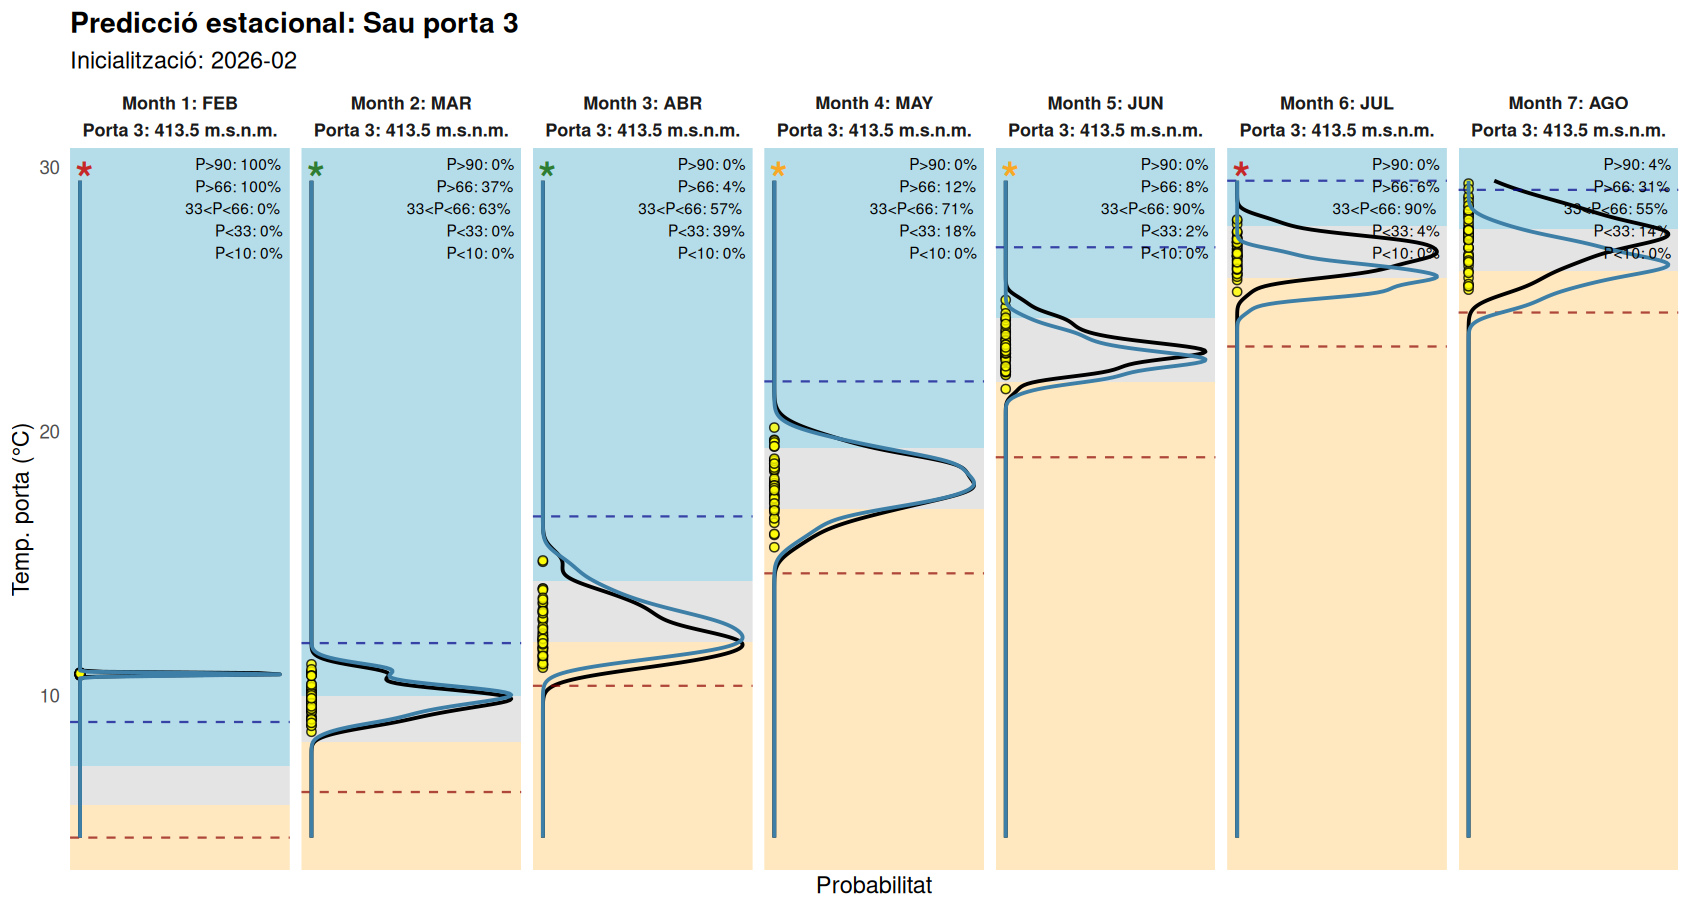 Predicció estacional: Sau porta 3
Inicialització: 2026-02
Month 1: FEB
Porta 3: 413.5 m.s.n.m.
Month 2: MAR
Porta 3: 413.5 m.s.n.m.
Month 3: ABR
Porta 3: 413.5 m.s.n.m.
Month 4: MAY
Porta 3: 413.5 m.s.n.m.
Month 5: JUN
Porta 3: 413.5 m.s.n.m.
Month 6: JUL
Porta 3: 413.5 m.s.n.m.
Month 7: AGO
Porta 3: 413.5 m.s.n.m.
Temp. porta (°C)
30
20
10
*
P>90: 100%
P>66: 100%
33<P<66: 0%
P<33: 0%
P<10: 0%
*
P>90: 0%
P>66: 37%
33<P<66: 63%
P<33: 0%
P<10: 0%
*
P>90: 0%
P>66: 4%
33<P<66: 57%
P<33: 39%
P<10: 0%
*
P>90: 0%
P>66: 12%
33<P<66: 71%
P<33: 18%
P<10: 0%
*
P>90: 0%
P>66: 8%
33<P<66: 90%
P<33: 2%
P<10: 0%
*
P>90: 0%
P>66: 6%
33<P<66: 90%
P<33: 4%
P<10: 0%
P>90: 4%
P>66: 31%
33<P<66: 55%
P<33: 14%
P<10: 0%
Probabilitat